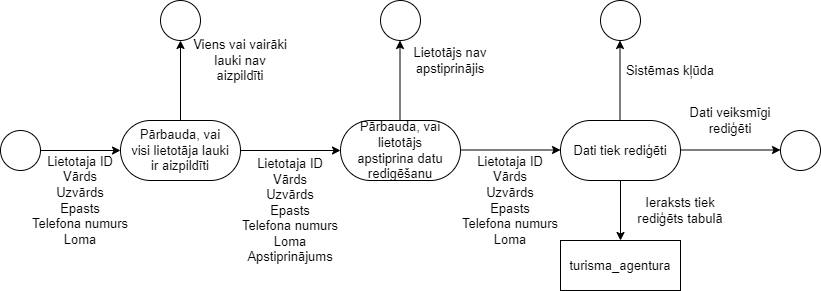 Viens vai vairāki
lauki nav
aizpildīti
Lietotājs nav
apstiprinājis
Sistēmas kļūda
Dati veiksmīgi
rediģēti
Pārbauda, vai
visi lietotāja lauki
ir aizpildīti
Pārbauda, vai
lietotājs
apstiprina datu
redigēšanu
Dati tiek rediģēti
Lietotaja ID
Vārds
Uzvārds
Epasts
Telefona numurs
Loma
Lietotaja ID
Vārds
Uzvārds
Epasts
Telefona numurs
Loma
Apstiprinājums
Lietotaja ID
Vārds
Uzvārds
Epasts
Telefona numurs
Loma
Ieraksts tiek
rediģēts tabulā
turisma_agentura